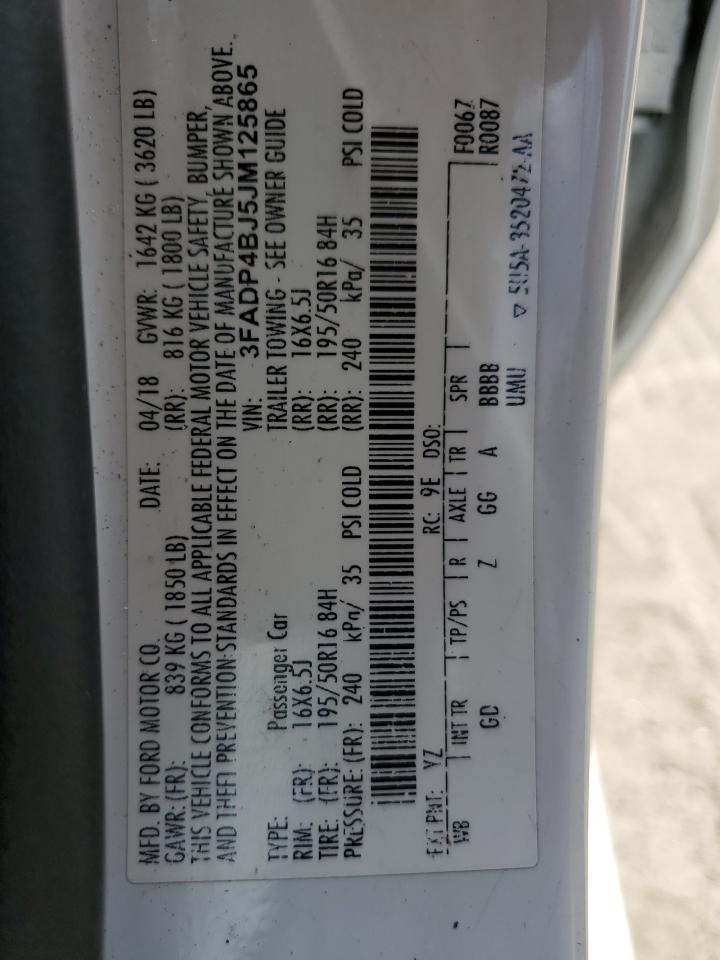 MFD. BY FORD MOTOR CO.
DATE: 04/18 GVWR: 1642 KG ( 3620 LB)
GAWR: (FR): 839 KG ( 1850 LB) (RR): 816 KG ( 1800 LB)
THIS VEHICLE CONFORMS TO ALL APPLICABLE FEDERAL MOTOR VEHICLE SAFETY, BUMPER,
AND THEFT PREVENTION STANDARDS IN EFFECT ON THE DATE OF MANUFACTURE SHOWN ABOVE.
VIN: 3FADP4BJ5JM125865
TYPE: Passenger Car TRAILER TOWING - SEE OWNER GUIDE
RIM: (FR): 16X6.5J (RR): 16X6.5J
TIRE: (FR): 195/50R16 84H (RR): 195/50R16 84H
PRESSURE: (FR): 240 kPa/ 35 PSI COLD (RR): 240 kPa/ 35 PSI COLD
EXT PNT: YZ RC: 9E DSO: F0067
WB INT TR TP/PS R AXLE TR SPR R0087
GD Z GG A BBBB
UMU
▽ 5U5A-3520472-AA